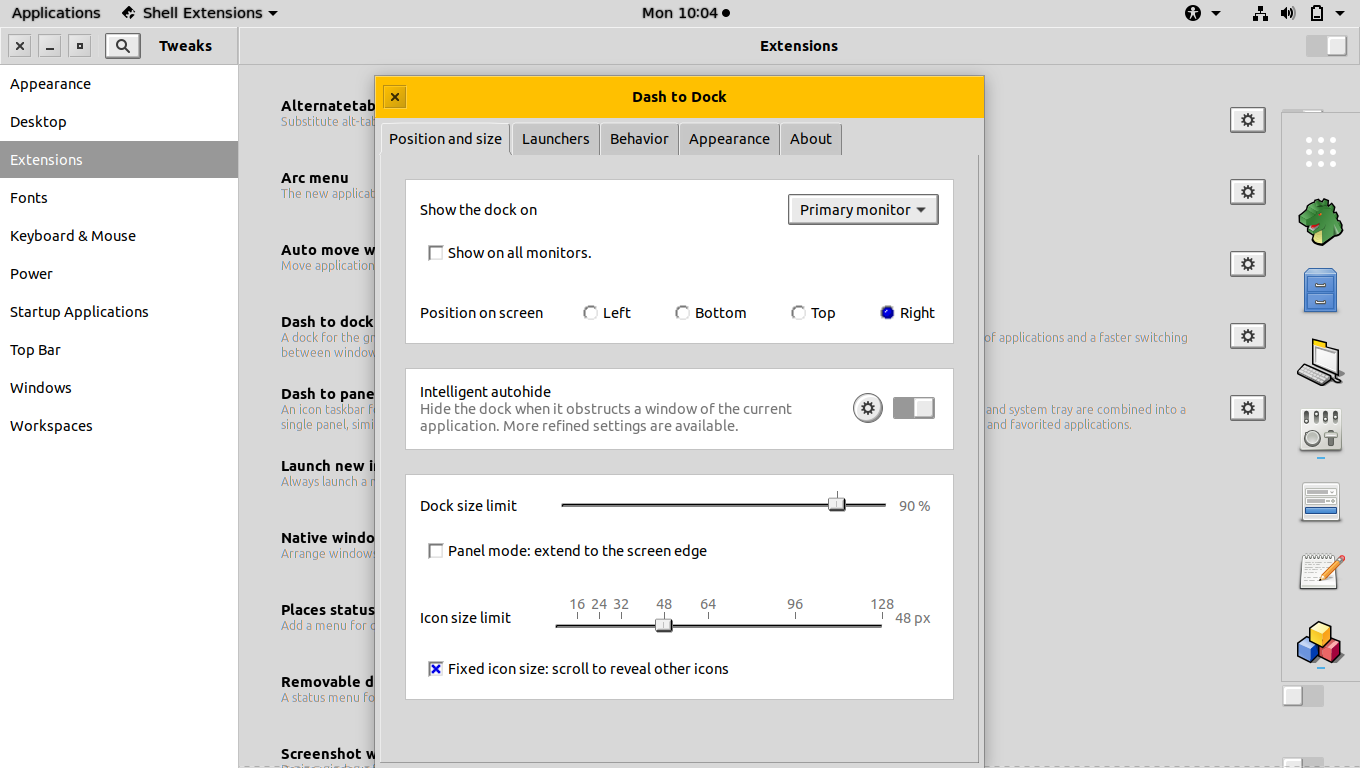 Applications Shell Extensions Mon 10:04
Tweaks Extensions
Appearance
Desktop
Extensions
Fonts
Keyboard & Mouse
Power
Startup Applications
Top Bar
Windows
Workspaces
Alternatetab
Substitute alt-tab
Arc menu
The new applicat
Auto move w
Move application
Dash to dock
A dock for the gn
of applications and a faster switching
between window
Dash to pane
An icon taskbar f
and system tray are combined into a
single panel, simi
and favorited applications.
Launch new i
Always launch a n
Native windo
Arrange windows
Places status
Add a menu for q
Removable d
A status menu fo
Screenshot w
Dash to Dock
Position and size Launchers Behavior Appearance About
Show the dock on Primary monitor
Show on all monitors.
Position on screen Left Bottom Top Right
Intelligent autohide
Hide the dock when it obstructs a window of the current
application. More refined settings are available.
Dock size limit 90 %
Panel mode: extend to the screen edge
16 24 32 48 64 96 128
Icon size limit 48 px
Fixed icon size: scroll to reveal other icons